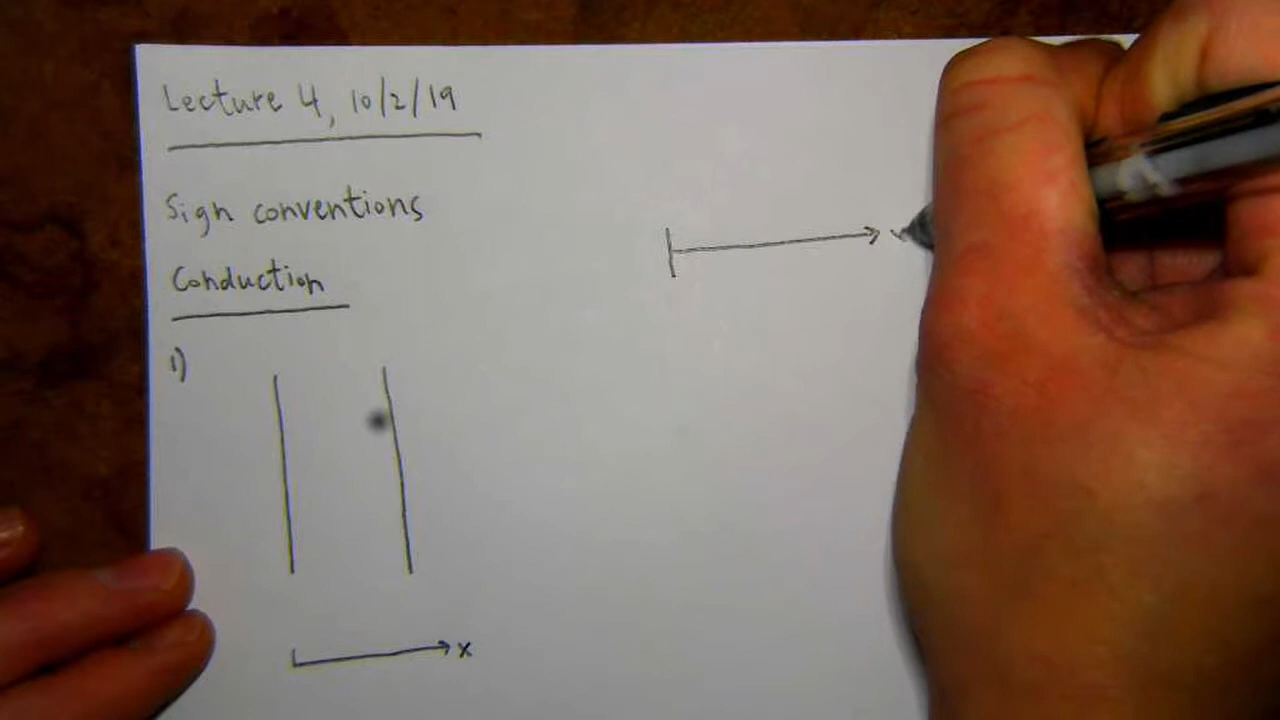 Lecture 4, 10/2/19
Sign conventions
Conduction
1)
x